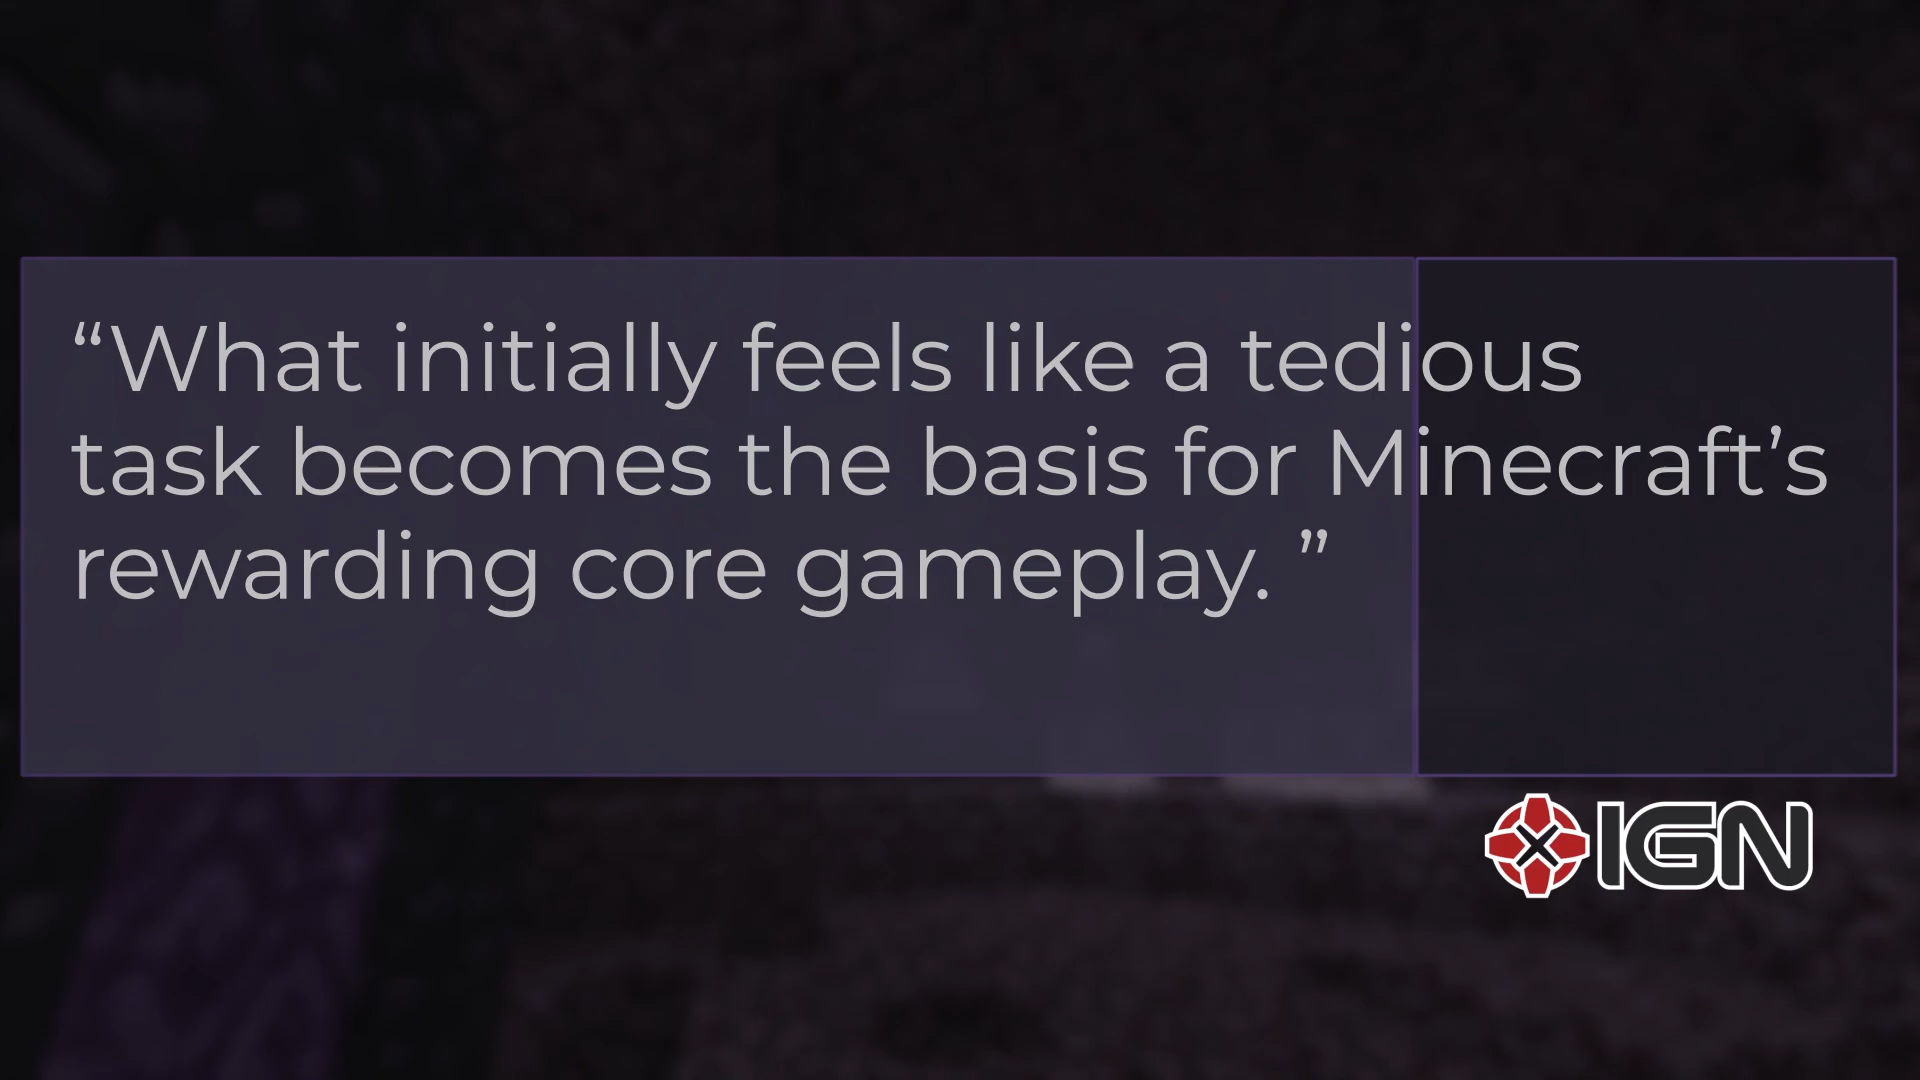 “What initially feels like a tedious
task becomes the basis for Minecraft’s
rewarding core gameplay. ”
IGN